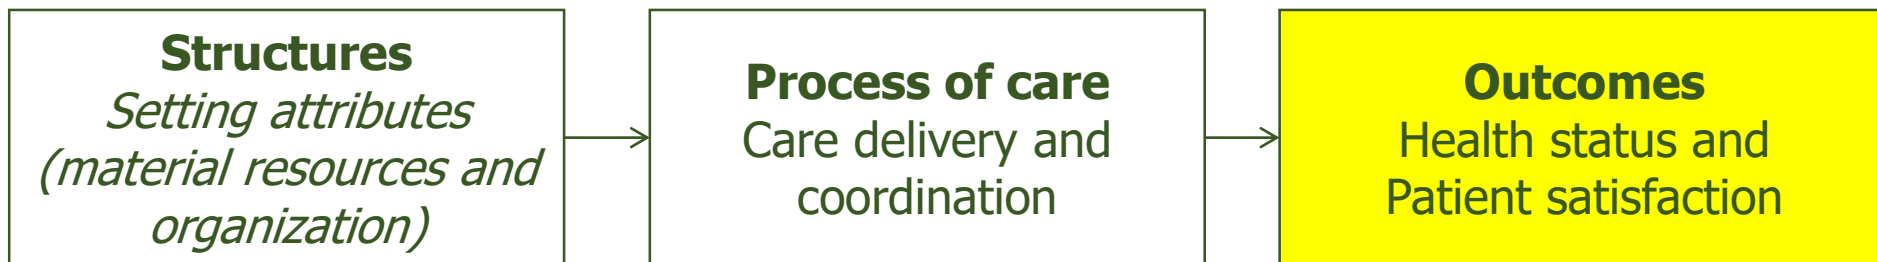 Structures
Setting attributes
(material resources and
organization)
Process of care
Care delivery and
coordination
Outcomes
Health status and
Patient satisfaction